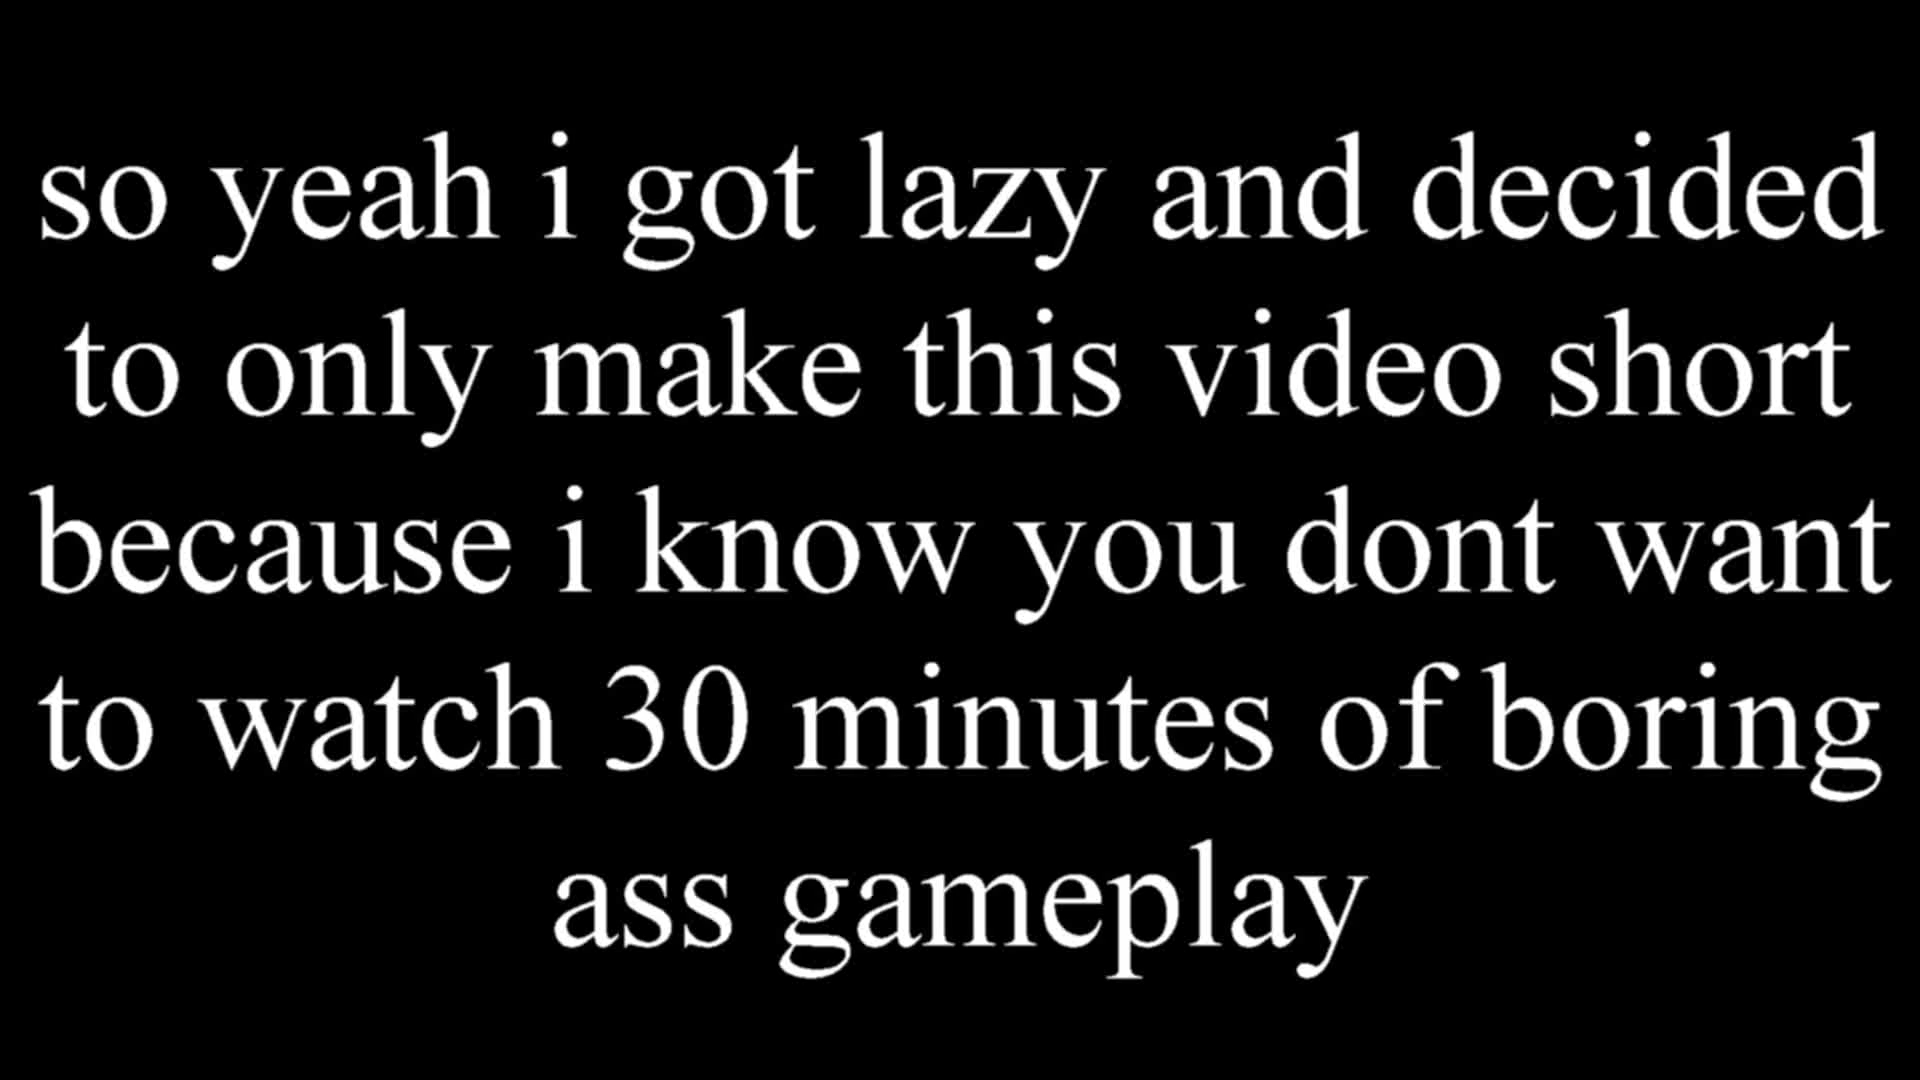 so yeah i got lazy and decided
to only make this video short
because i know you dont want
to watch 30 minutes of boring
ass gameplay